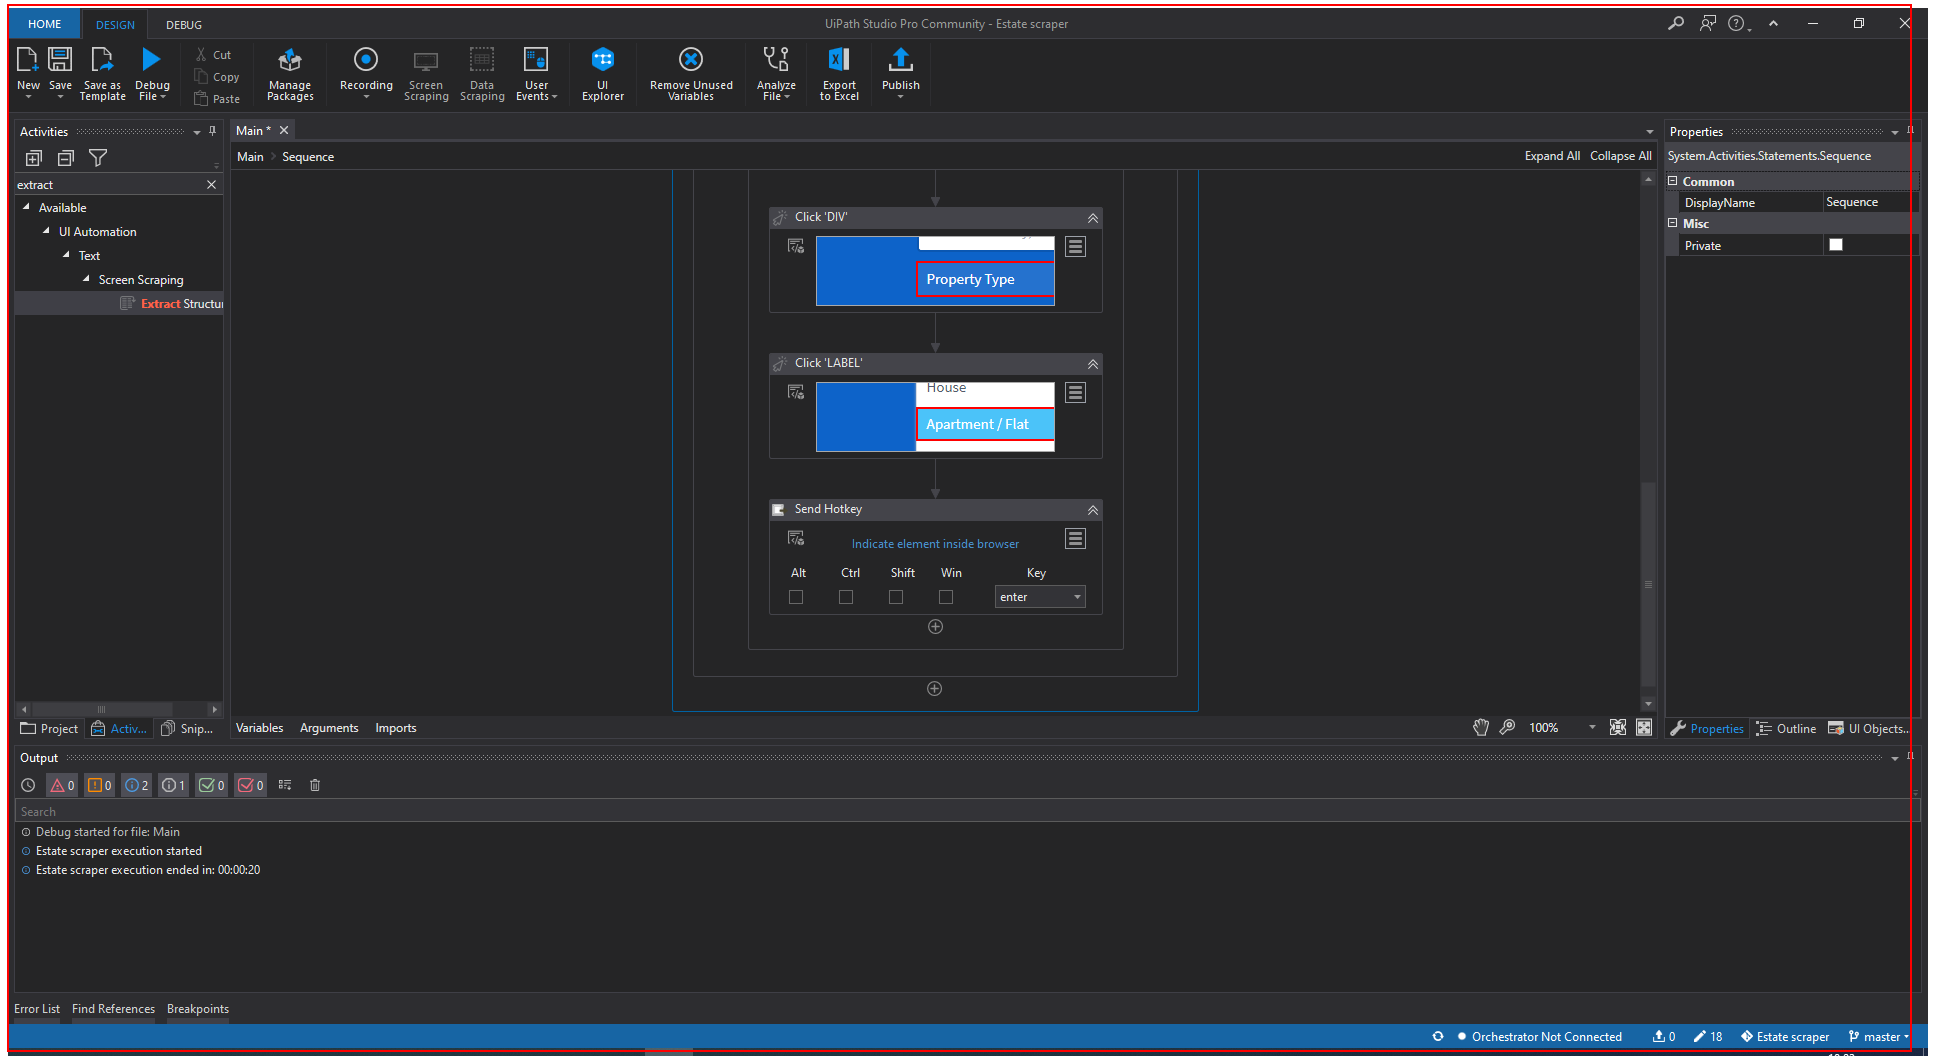 HOME DESIGN DEBUG UiPath Studio Pro Community - Estate scraper
New Save Save as Template Debug File Cut Copy Paste Manage Packages Recording Screen Scraping Data Scraping User Events UI Explorer Remove Unused Variables Analyze File Export to Excel Publish
Activities
extract
Available
UI Automation
Text
Screen Scraping
Extract Structur
Project Activ... Snip...
Main *
Main Sequence Expand All Collapse All
Click 'DIV'
Property Type
Click 'LABEL'
House
Apartment / Flat
Send Hotkey
Indicate element inside browser
Alt Ctrl Shift Win Key
enter
Variables Arguments Imports 100%
Properties
System.Activities.Statements.Sequence
Common
DisplayName Sequence
Misc
Private
Properties Outline UI Objects...
Output
0 0 2 1 0 0
Search
Debug started for file: Main
Estate scraper execution started
Estate scraper execution ended in: 00:00:20
Error List Find References Breakpoints
Orchestrator Not Connected 0 18 Estate scraper master